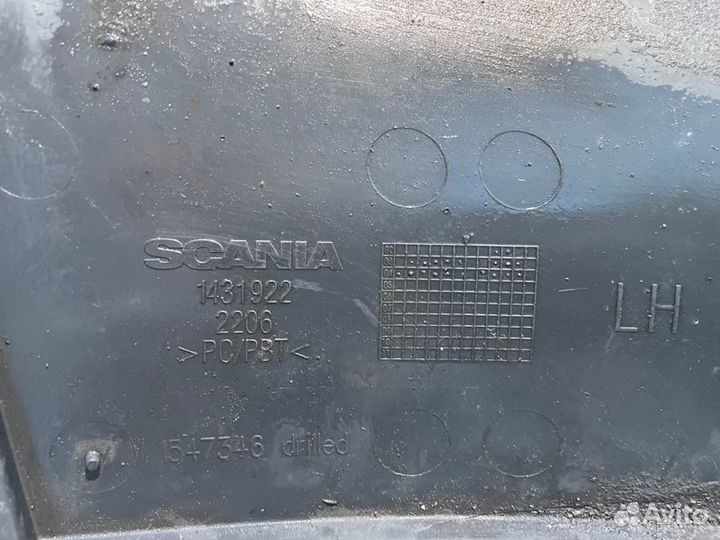 SCANIA
1431922
2206
>PC/PBT<
LH
1547346 drilled
Avito